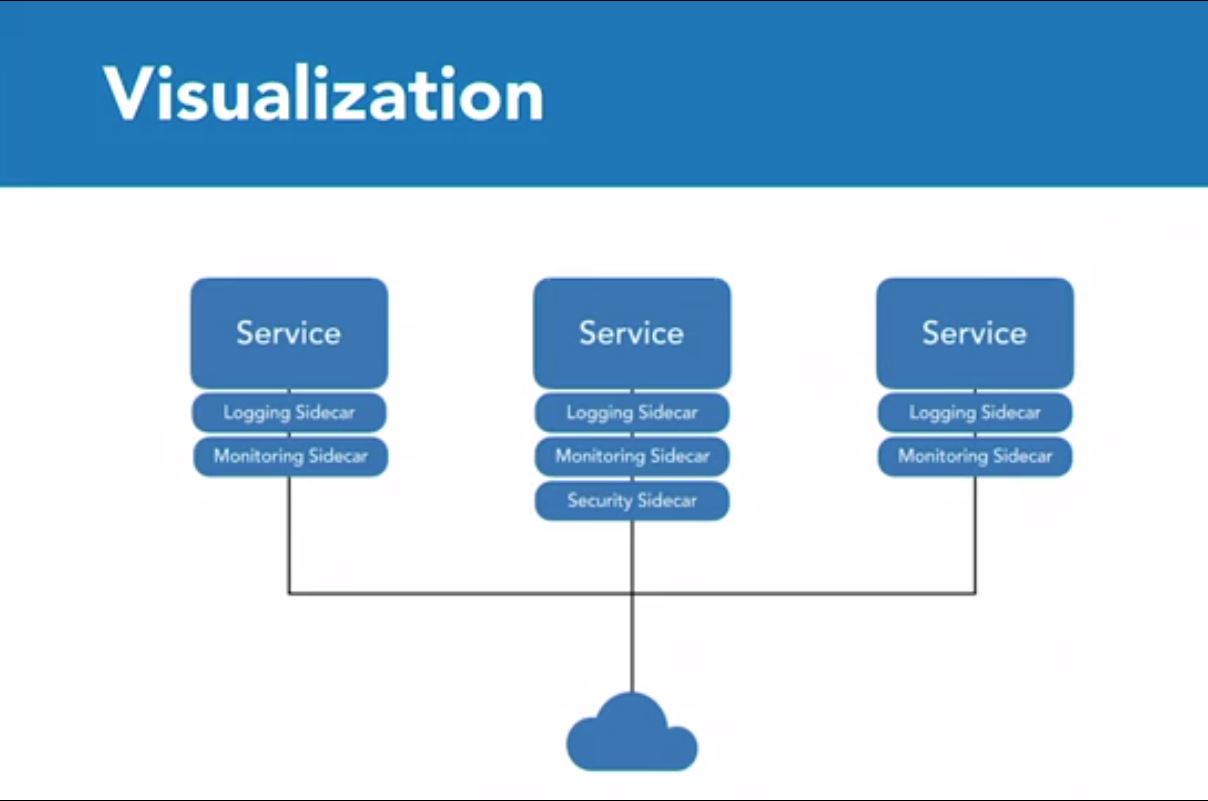 Visualization
Service
Logging Sidecar
Monitoring Sidecar
Service
Logging Sidecar
Monitoring Sidecar
Security Sidecar
Service
Logging Sidecar
Monitoring Sidecar